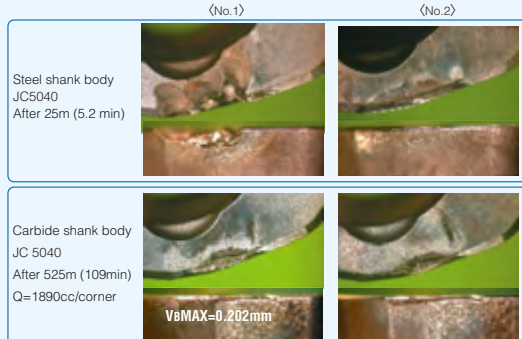 〈No.1〉 〈No.2〉
Steel shank body
JC5040
After 25m (5.2 min)
Carbide shank body
JC 5040
After 525m (109min)
Q=1890cc/corner
VBMAX=0.202mm